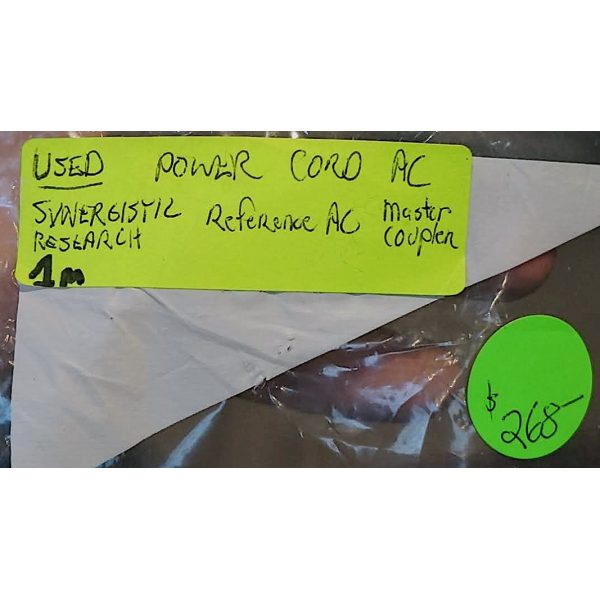 USED POWER CORD AC
SYNERGISTIC Reference AC Master
RESEARCH Coupler
1m
$268-